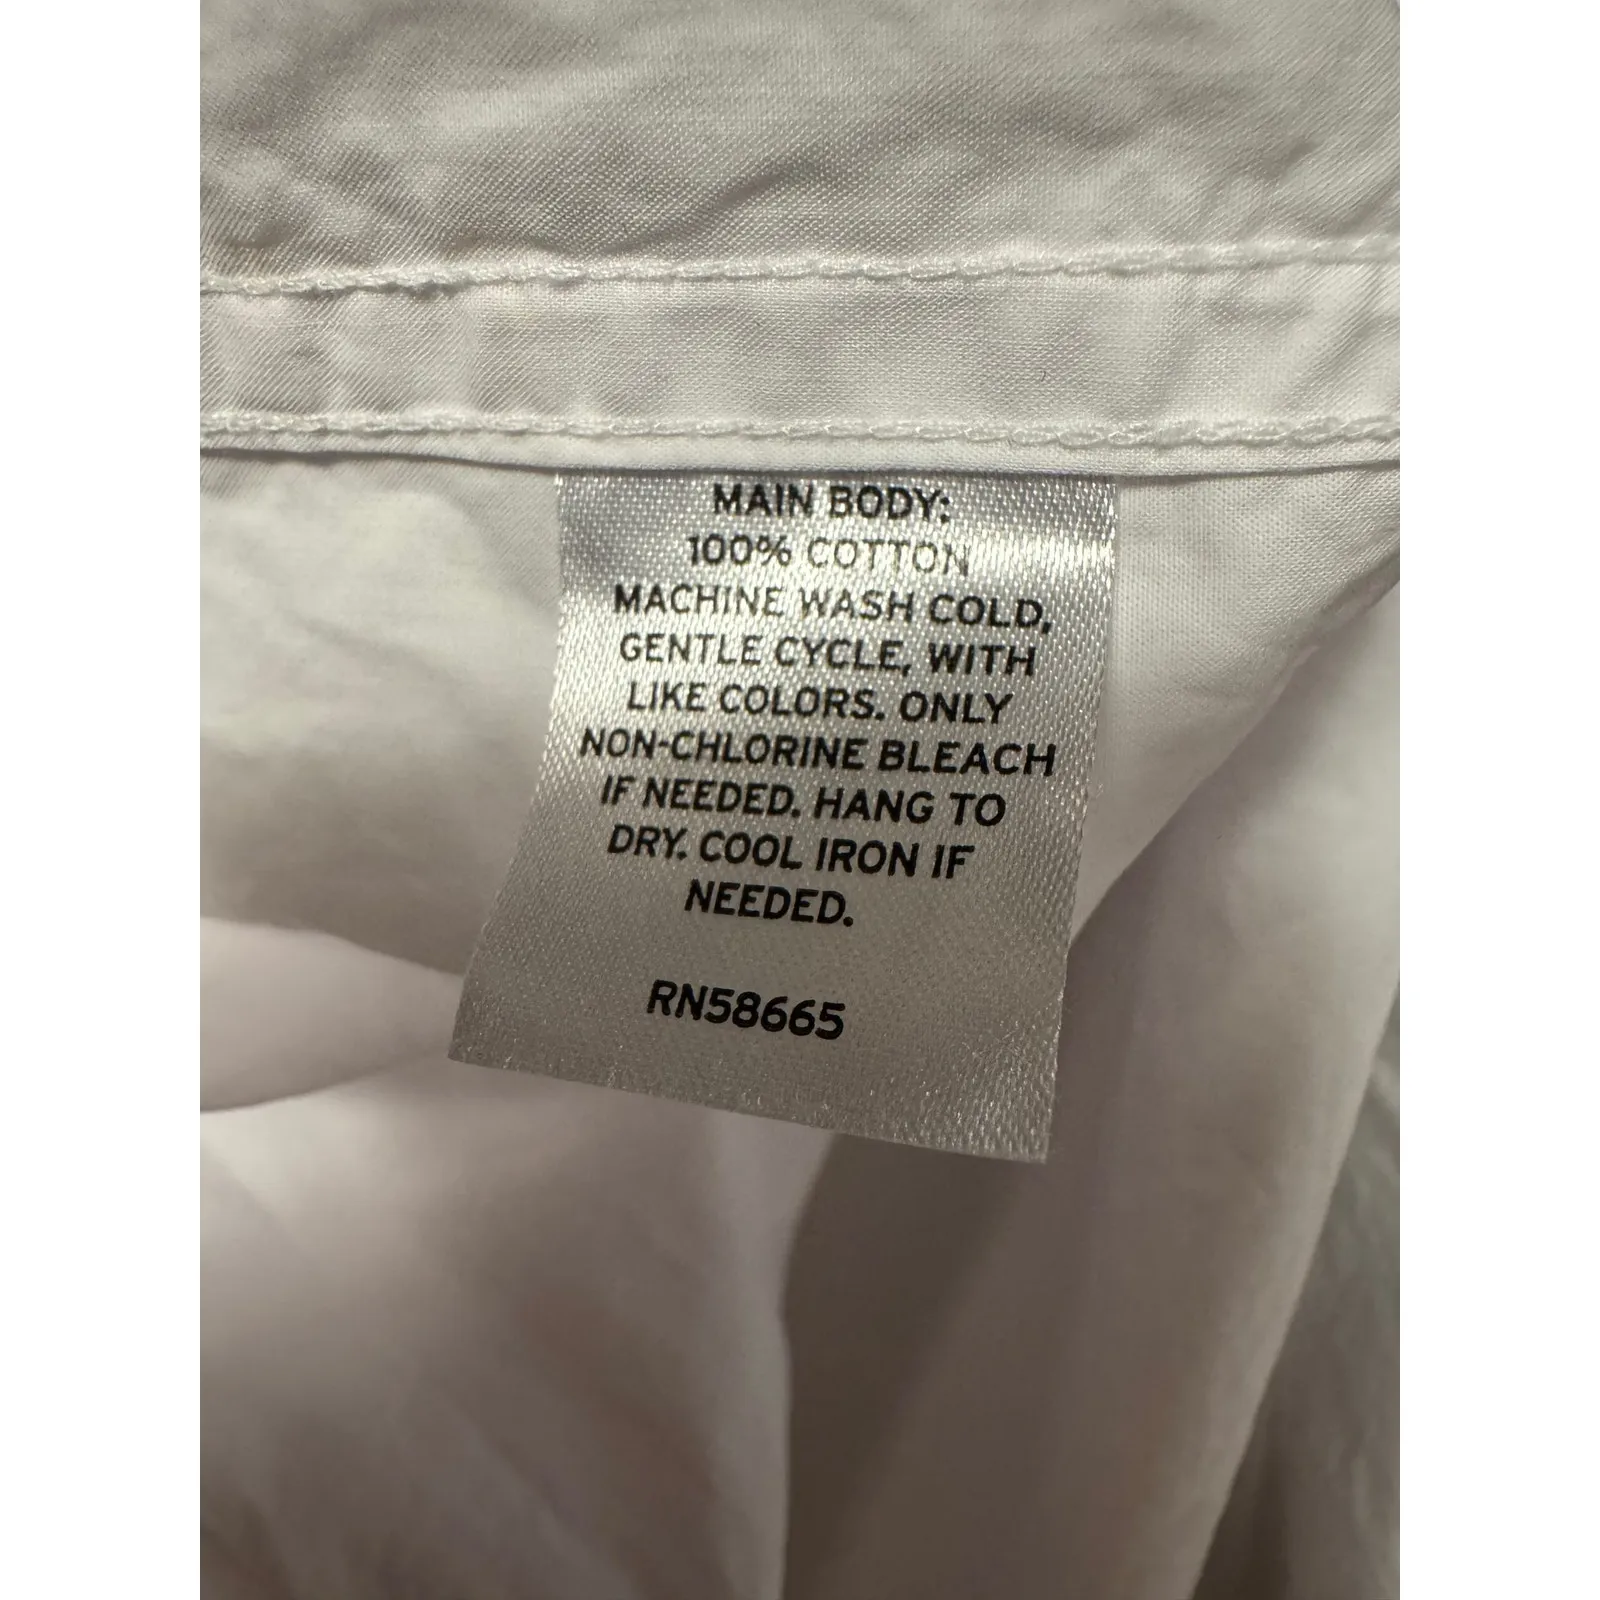 MAIN BODY:
100% COTTON
MACHINE WASH COLD,
GENTLE CYCLE, WITH
LIKE COLORS. ONLY
NON-CHLORINE BLEACH
IF NEEDED. HANG TO
DRY. COOL IRON IF
NEEDED.
RN58665